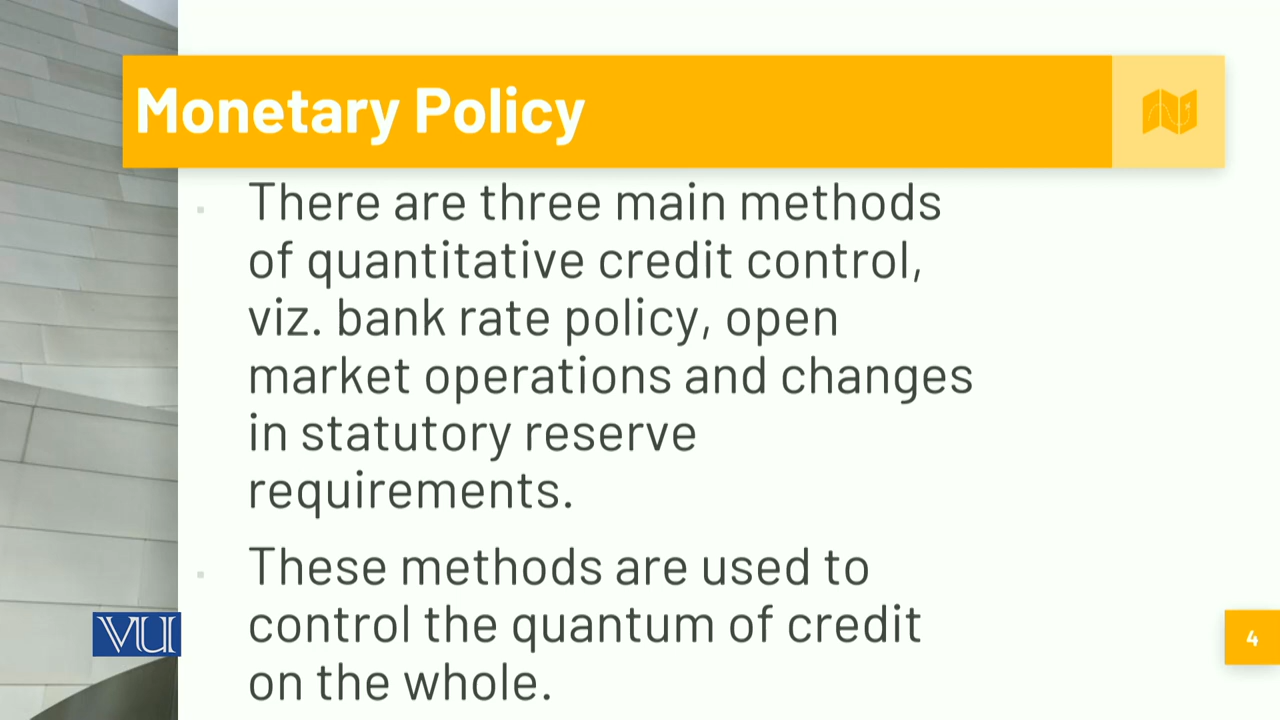 Monetary Policy
There are three main methods
of quantitative credit control,
viz. bank rate policy, open
market operations and changes
in statutory reserve
requirements.
These methods are used to
control the quantum of credit
on the whole.
VU
4